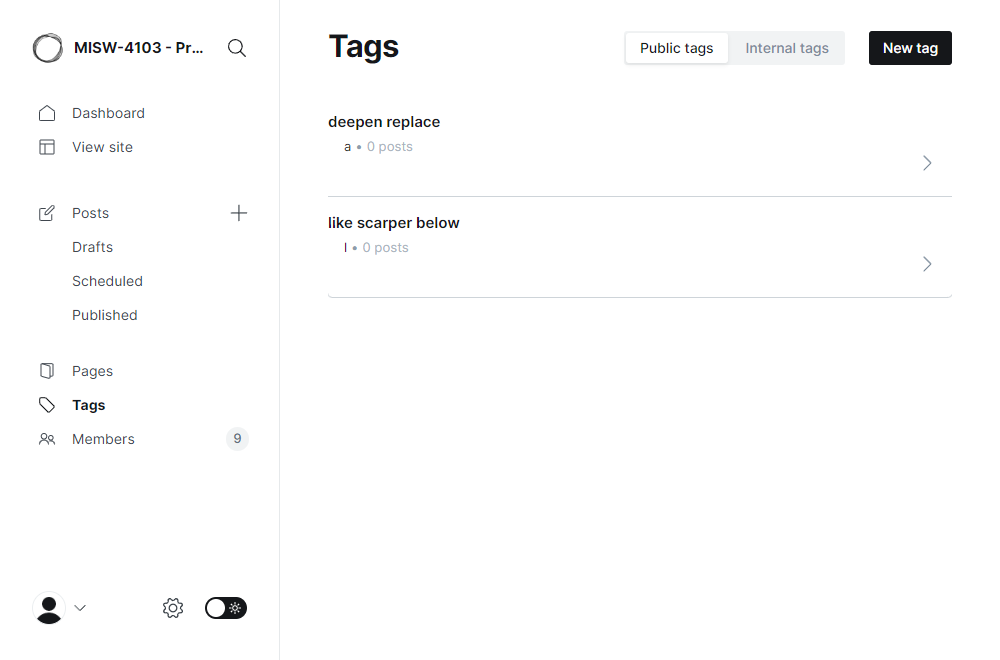 MISW-4103 - Pr...
Dashboard
View site
Posts
Drafts
Scheduled
Published
Pages
Tags
Members
9
Tags
Public tags
Internal tags
New tag
deepen replace
a • 0 posts
like scarper below
l • 0 posts